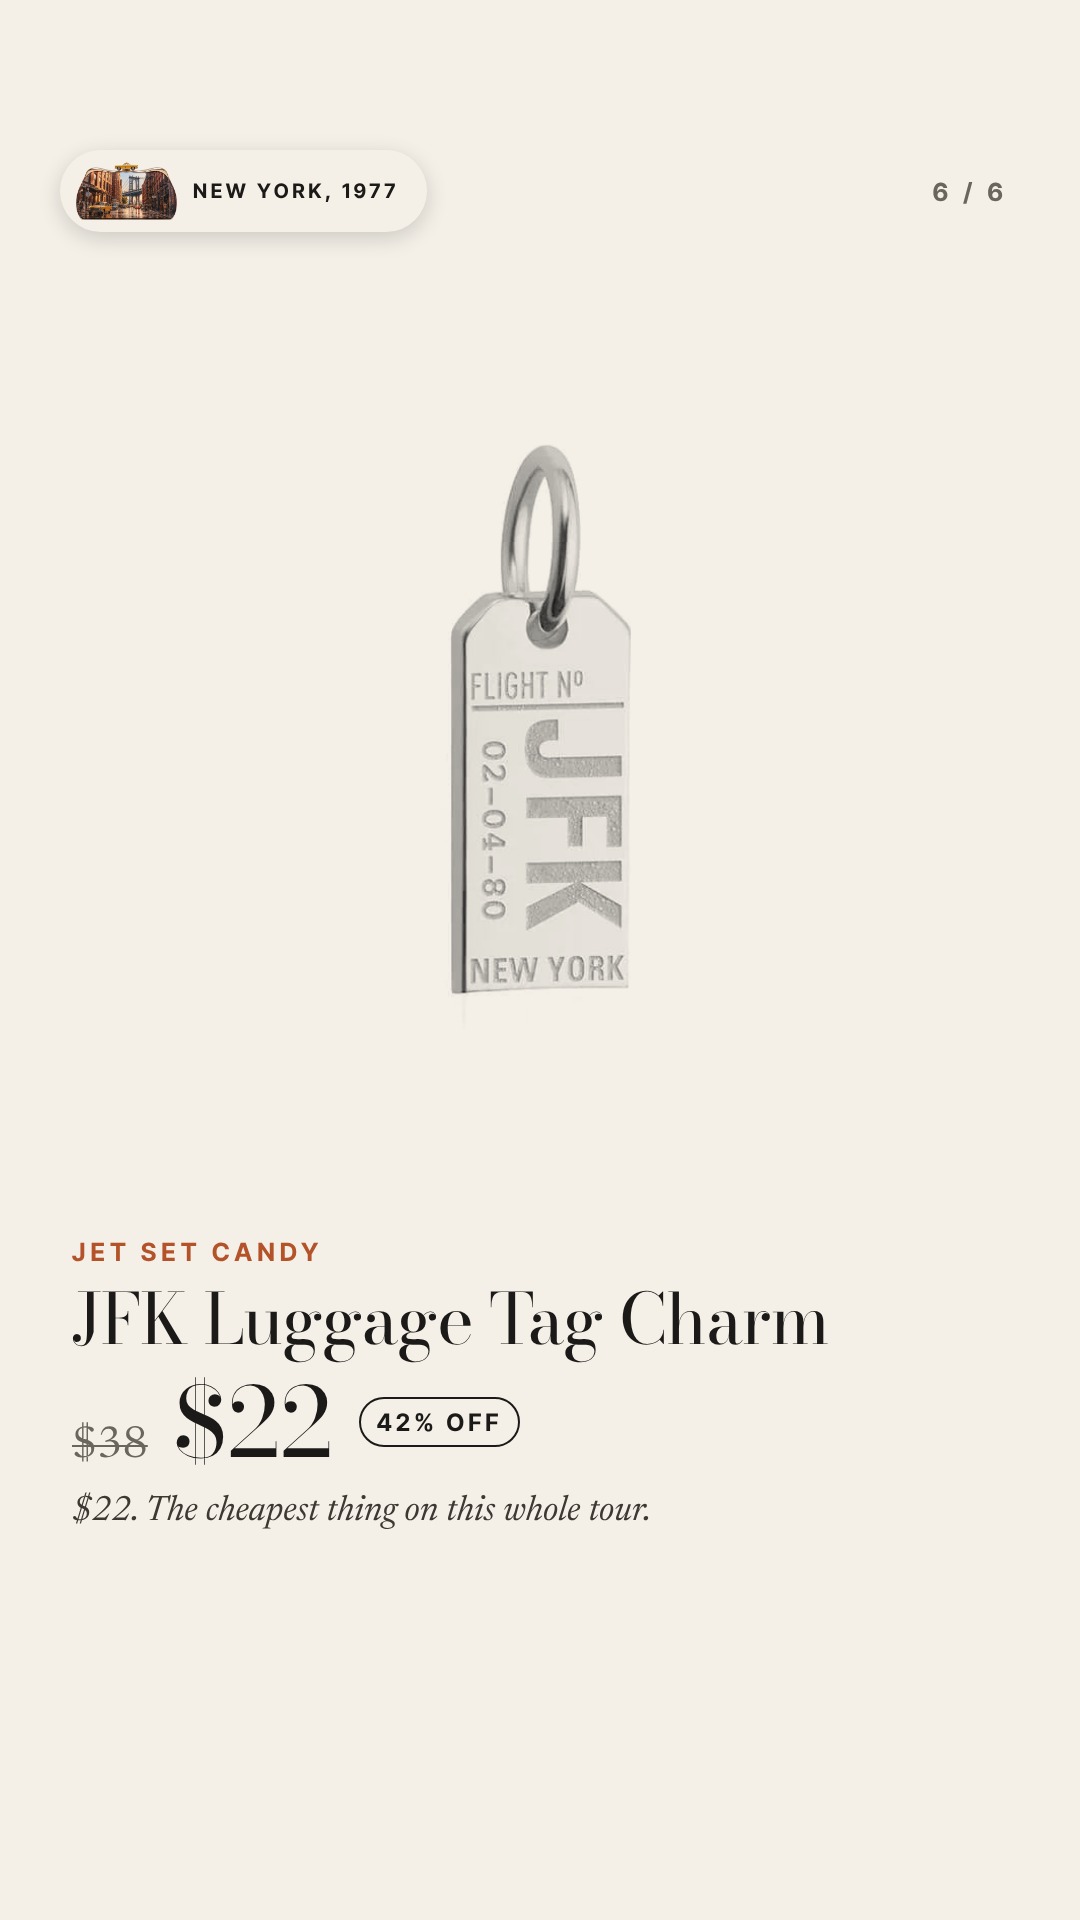 NEW YORK, 1977
6 / 6
FLIGHT Nº
JFK
02-04-80
NEW YORK
JET SET CANDY
JFK Luggage Tag Charm
$38 $22 42% OFF
$22. The cheapest thing on this whole tour.